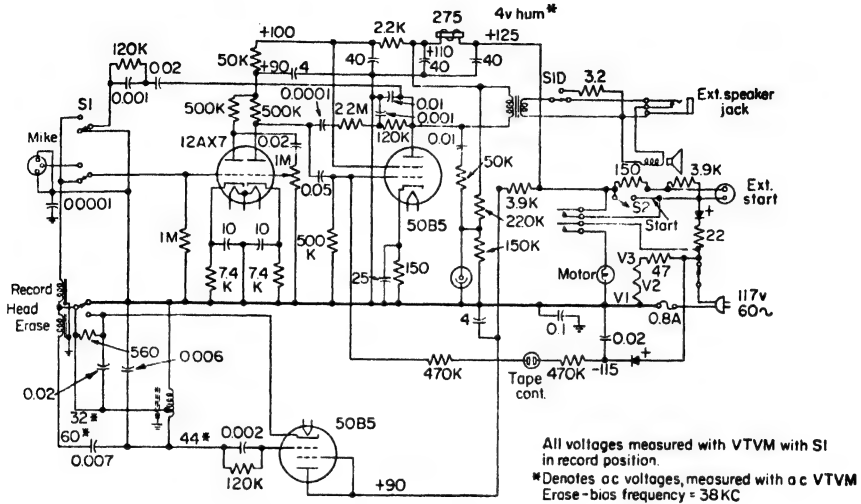 +100
2.2K
275
4v hum*
+125
120K
0.02
50K
+90
4
40
+110
40
40
0.001
S1
500K
500K
0.0001
2.2M
0.01
0.001
120K
S1D
3.2
Ext. speaker
jack
Mike
12AX7
0.02
1M
0.05
0.01
50K
150
3.9K
Ext.
start
0.0001
50B5
3.9K
220K
S2
Start
22
1M
10
10
500
K
150K
Motor
V3
47
V2
V1
7.4
K
7.4
K
25
150
117v
60~
Record
Head
Erase
4
0.1
0.8A
560
0.006
0.02
470K
Tape
cont.
470K
-115
0.02
32*
60*
0.007
44*
0.002
50B5
120K
+90
All voltages measured with VTVM with S1
in record position.
*Denotes ac voltages, measured with ac VTVM
Erase-bias frequency = 38 KC